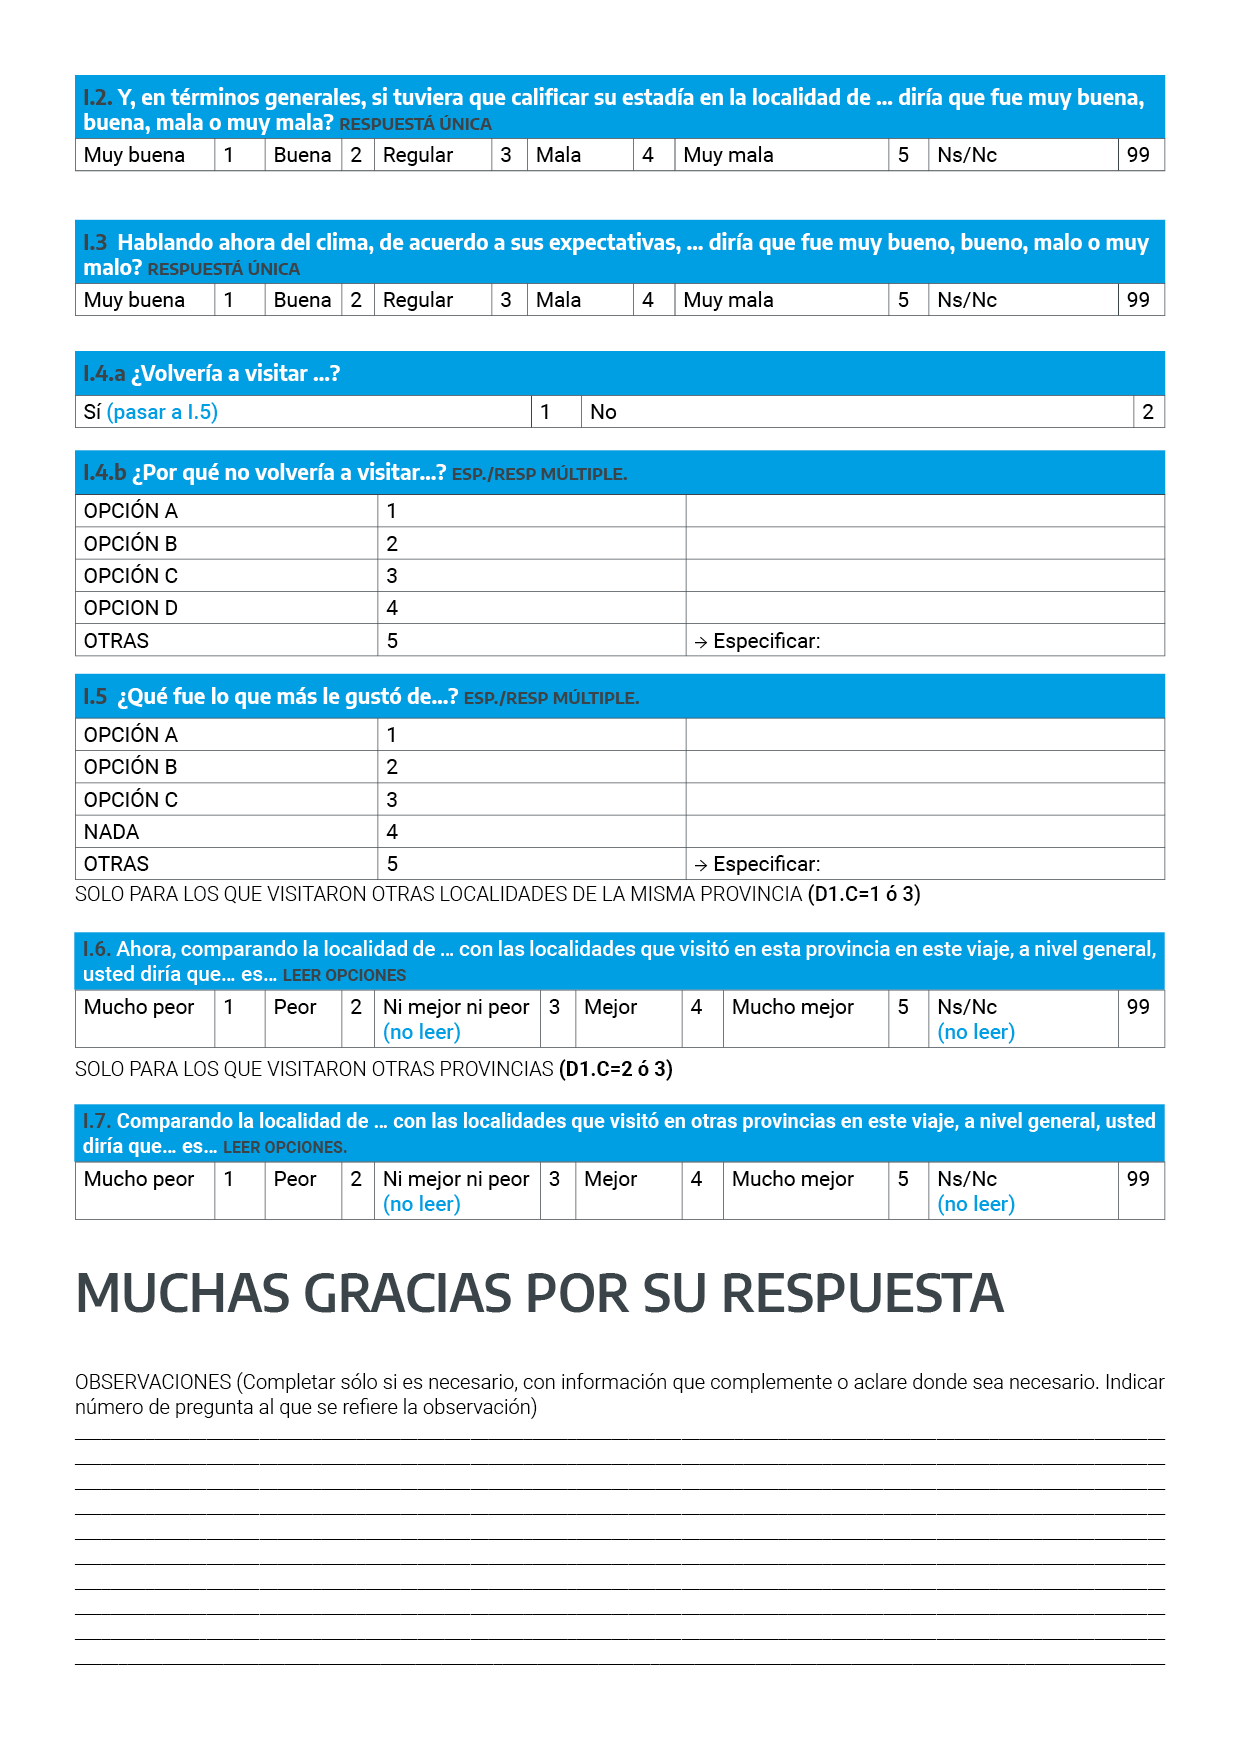 I.2. Y, en términos generales, si tuviera que calificar su estadía en la localidad de ... diría que fue muy buena,
buena, mala o muy mala? RESPUESTÁ ÚNICA
Muy buena 1 Buena 2 Regular 3 Mala 4 Muy mala 5 Ns/Nc 99
I.3 Hablando ahora del clima, de acuerdo a sus expectativas, ... diría que fue muy bueno, bueno, malo o muy
malo? RESPUESTÁ ÚNICA
Muy buena 1 Buena 2 Regular 3 Mala 4 Muy mala 5 Ns/Nc 99
I.4.a ¿Volvería a visitar ...?
Sí (pasar a I.5) 1 No 2
I.4.b ¿Por qué no volvería a visitar...? ESP./RESP MÚLTIPLE.
OPCIÓN A 1
OPCIÓN B 2
OPCIÓN C 3
OPCION D 4
OTRAS 5 → Especificar:
I.5 ¿Qué fue lo que más le gustó de...? ESP./RESP MÚLTIPLE.
OPCIÓN A 1
OPCIÓN B 2
OPCIÓN C 3
NADA 4
OTRAS 5 → Especificar:
SOLO PARA LOS QUE VISITARON OTRAS LOCALIDADES DE LA MISMA PROVINCIA (D1.C=1 ó 3)
I.6. Ahora, comparando la localidad de ... con las localidades que visitó en esta provincia en este viaje, a nivel general,
usted diría que... es... LEER OPCIONES
Mucho peor 1 Peor 2 Ni mejor ni peor 3 Mejor 4 Mucho mejor 5 Ns/Nc 99
(no leer) (no leer)
SOLO PARA LOS QUE VISITARON OTRAS PROVINCIAS (D1.C=2 ó 3)
I.7. Comparando la localidad de ... con las localidades que visitó en otras provincias en este viaje, a nivel general, usted
diría que... es... LEER OPCIONES.
Mucho peor 1 Peor 2 Ni mejor ni peor 3 Mejor 4 Mucho mejor 5 Ns/Nc 99
(no leer) (no leer)
MUCHAS GRACIAS POR SU RESPUESTA
OBSERVACIONES (Completar sólo si es necesario, con información que complemente o aclare donde sea necesario. Indicar
número de pregunta al que se refiere la observación)